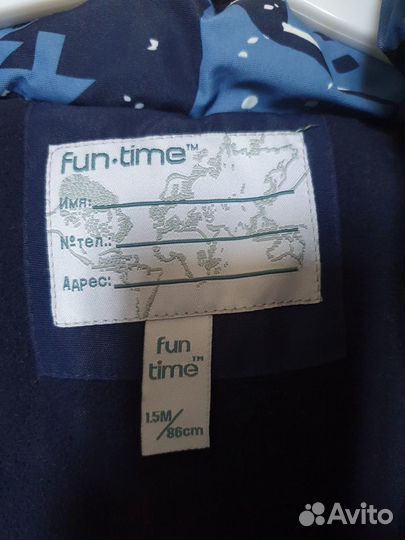 fun·time™
Имя:
№тел.:
Адрес:
fun
time™
1.5M/
86cm
Avito